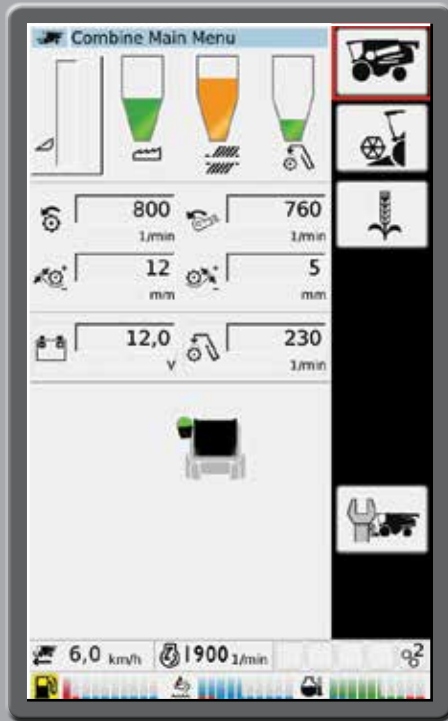 Combine Main Menu
800 760
1/min 1/min
12 5
mm mm
12,0 230
V 1/min
6,0 km/h 1900 1/min 2